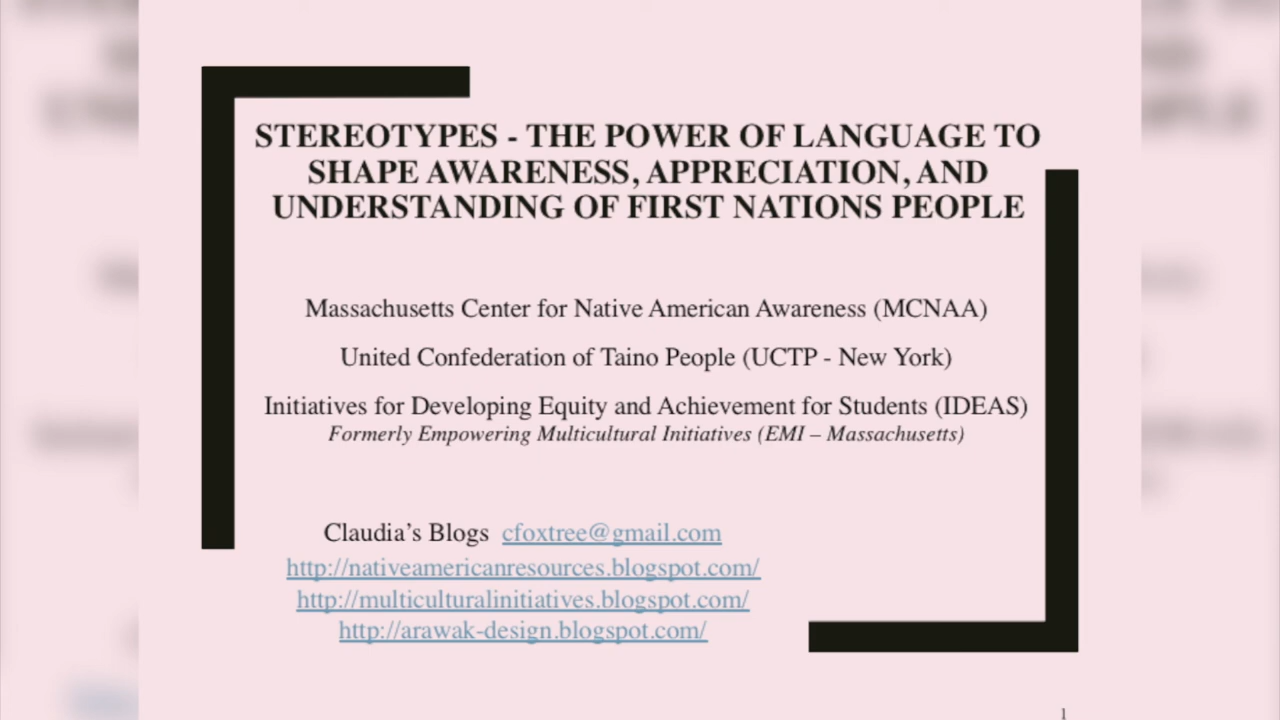 STEREOTYPES - THE POWER OF LANGUAGE TO
SHAPE AWARENESS, APPRECIATION, AND
UNDERSTANDING OF FIRST NATIONS PEOPLE
Massachusetts Center for Native American Awareness (MCNAA)
United Confederation of Taino People (UCTP - New York)
Initiatives for Developing Equity and Achievement for Students (IDEAS)
Formerly Empowering Multicultural Initiatives (EMI – Massachusetts)
Claudia’s Blogs cfoxtree@gmail.com
http://nativeamericanresources.blogspot.com/
http://multiculturalinitiatives.blogspot.com/
http://arawak-design.blogspot.com/
1